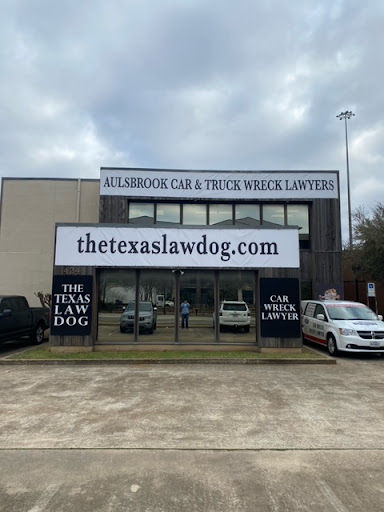 AULSBROOK CAR & TRUCK WRECK LAWYERS
thetexaslawdog.com
THE
TEXAS
LAW
DOG
CAR
WRECK
LAWYER